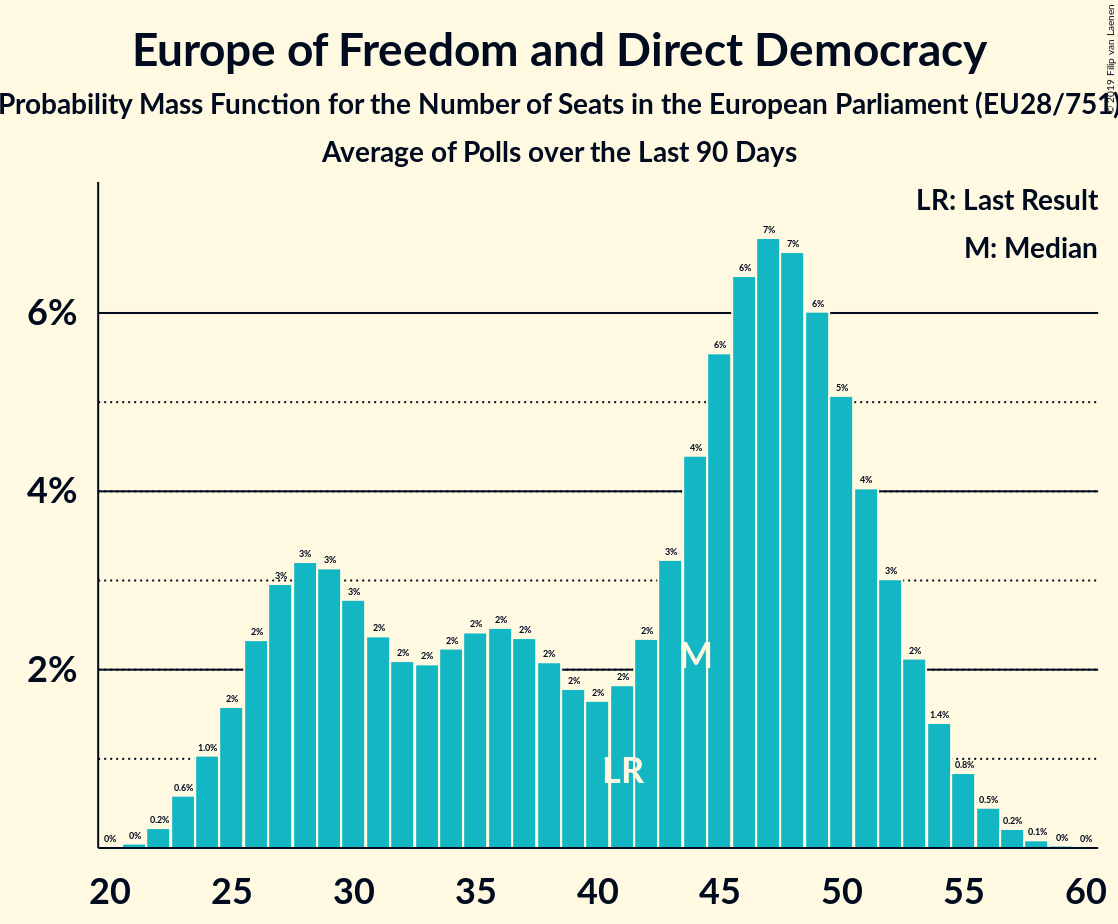 Europe of Freedom and Direct Democracy
Probability Mass Function for the Number of Seats in the European Parliament (EU28/751)
Average of Polls over the Last 90 Days
© 2019 Filip van Laenen
LR: Last Result
M: Median
6%
4%
2%
0% 0% 0.2% 0.6% 1.0% 2% 2% 3% 3% 3% 3% 2% 2% 2% 2% 2% 2% 2% 2% 2% 2% 2% 2% 3% 4% 6% 6% 7% 7% 6% 5% 4% 3% 2% 1.4% 0.8% 0.5% 0.2% 0.1% 0% 0%
M
LR
20 25 30 35 40 45 50 55 60